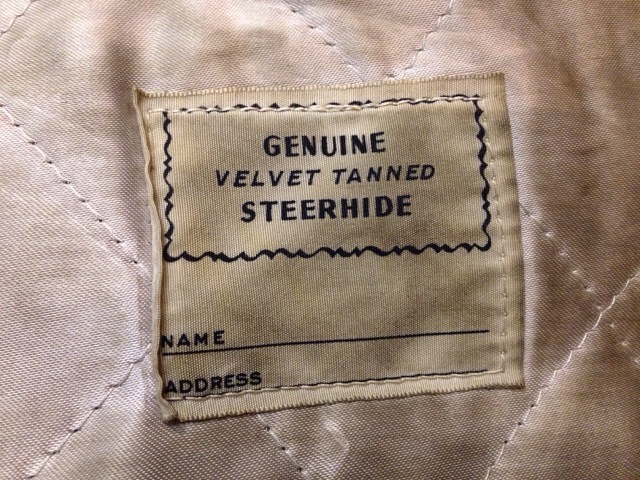 GENUINE
VELVET TANNED
STEERHIDE
NAME
ADDRESS